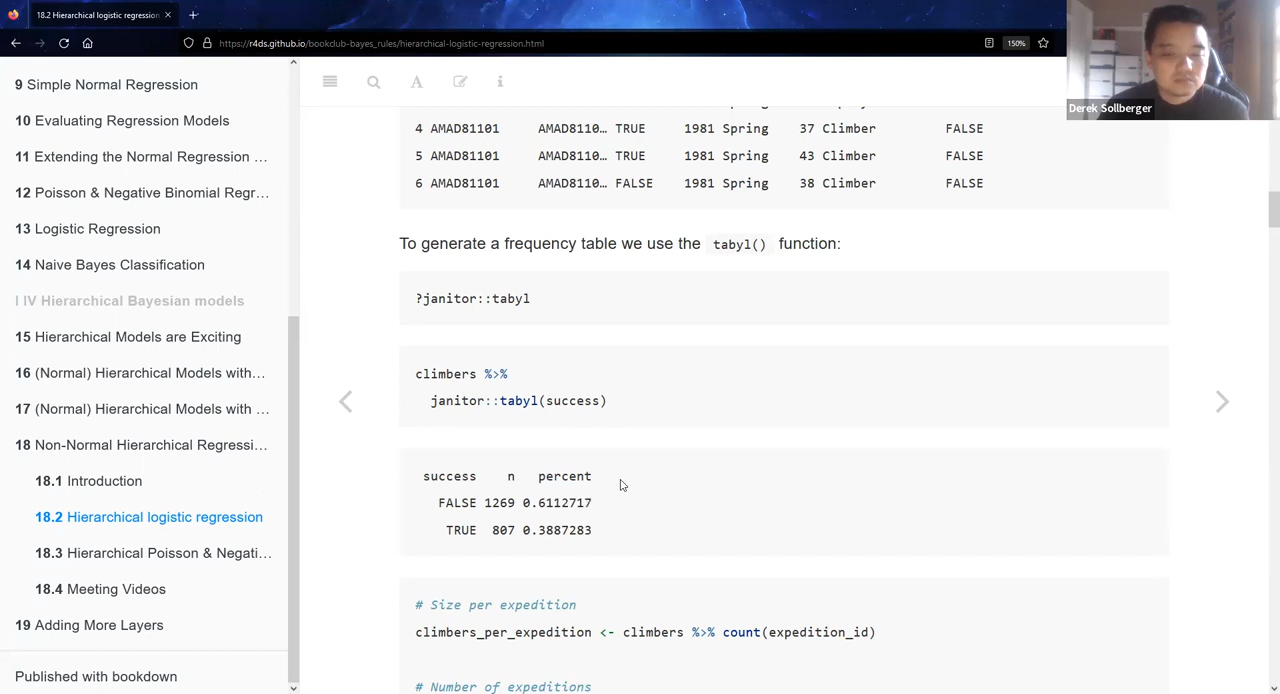 18.2 Hierarchical logistic regression
https://r4ds.github.io/bookclub-bayes_rules/hierarchical-logistic-regression.html
150%
Derek Sollberger
9 Simple Normal Regression
10 Evaluating Regression Models
11 Extending the Normal Regression ...
12 Poisson & Negative Binomial Regr...
13 Logistic Regression
14 Naive Bayes Classification
I IV Hierarchical Bayesian models
15 Hierarchical Models are Exciting
16 (Normal) Hierarchical Models with...
17 (Normal) Hierarchical Models with ...
18 Non-Normal Hierarchical Regressi...
18.1 Introduction
18.2 Hierarchical logistic regression
18.3 Hierarchical Poisson & Negati...
18.4 Meeting Videos
19 Adding More Layers
Published with bookdown
4 AMAD81101 AMAD8110… TRUE 1981 Spring 37 Climber FALSE
5 AMAD81101 AMAD8110… TRUE 1981 Spring 43 Climber FALSE
6 AMAD81101 AMAD8110… FALSE 1981 Spring 38 Climber FALSE
To generate a frequency table we use the tabyl() function:
?janitor::tabyl
climbers %>%
janitor::tabyl(success)
success n percent
FALSE 1269 0.6112717
TRUE 807 0.3887283
# Size per expedition
climbers_per_expedition <- climbers %>% count(expedition_id)
# Number of expeditions